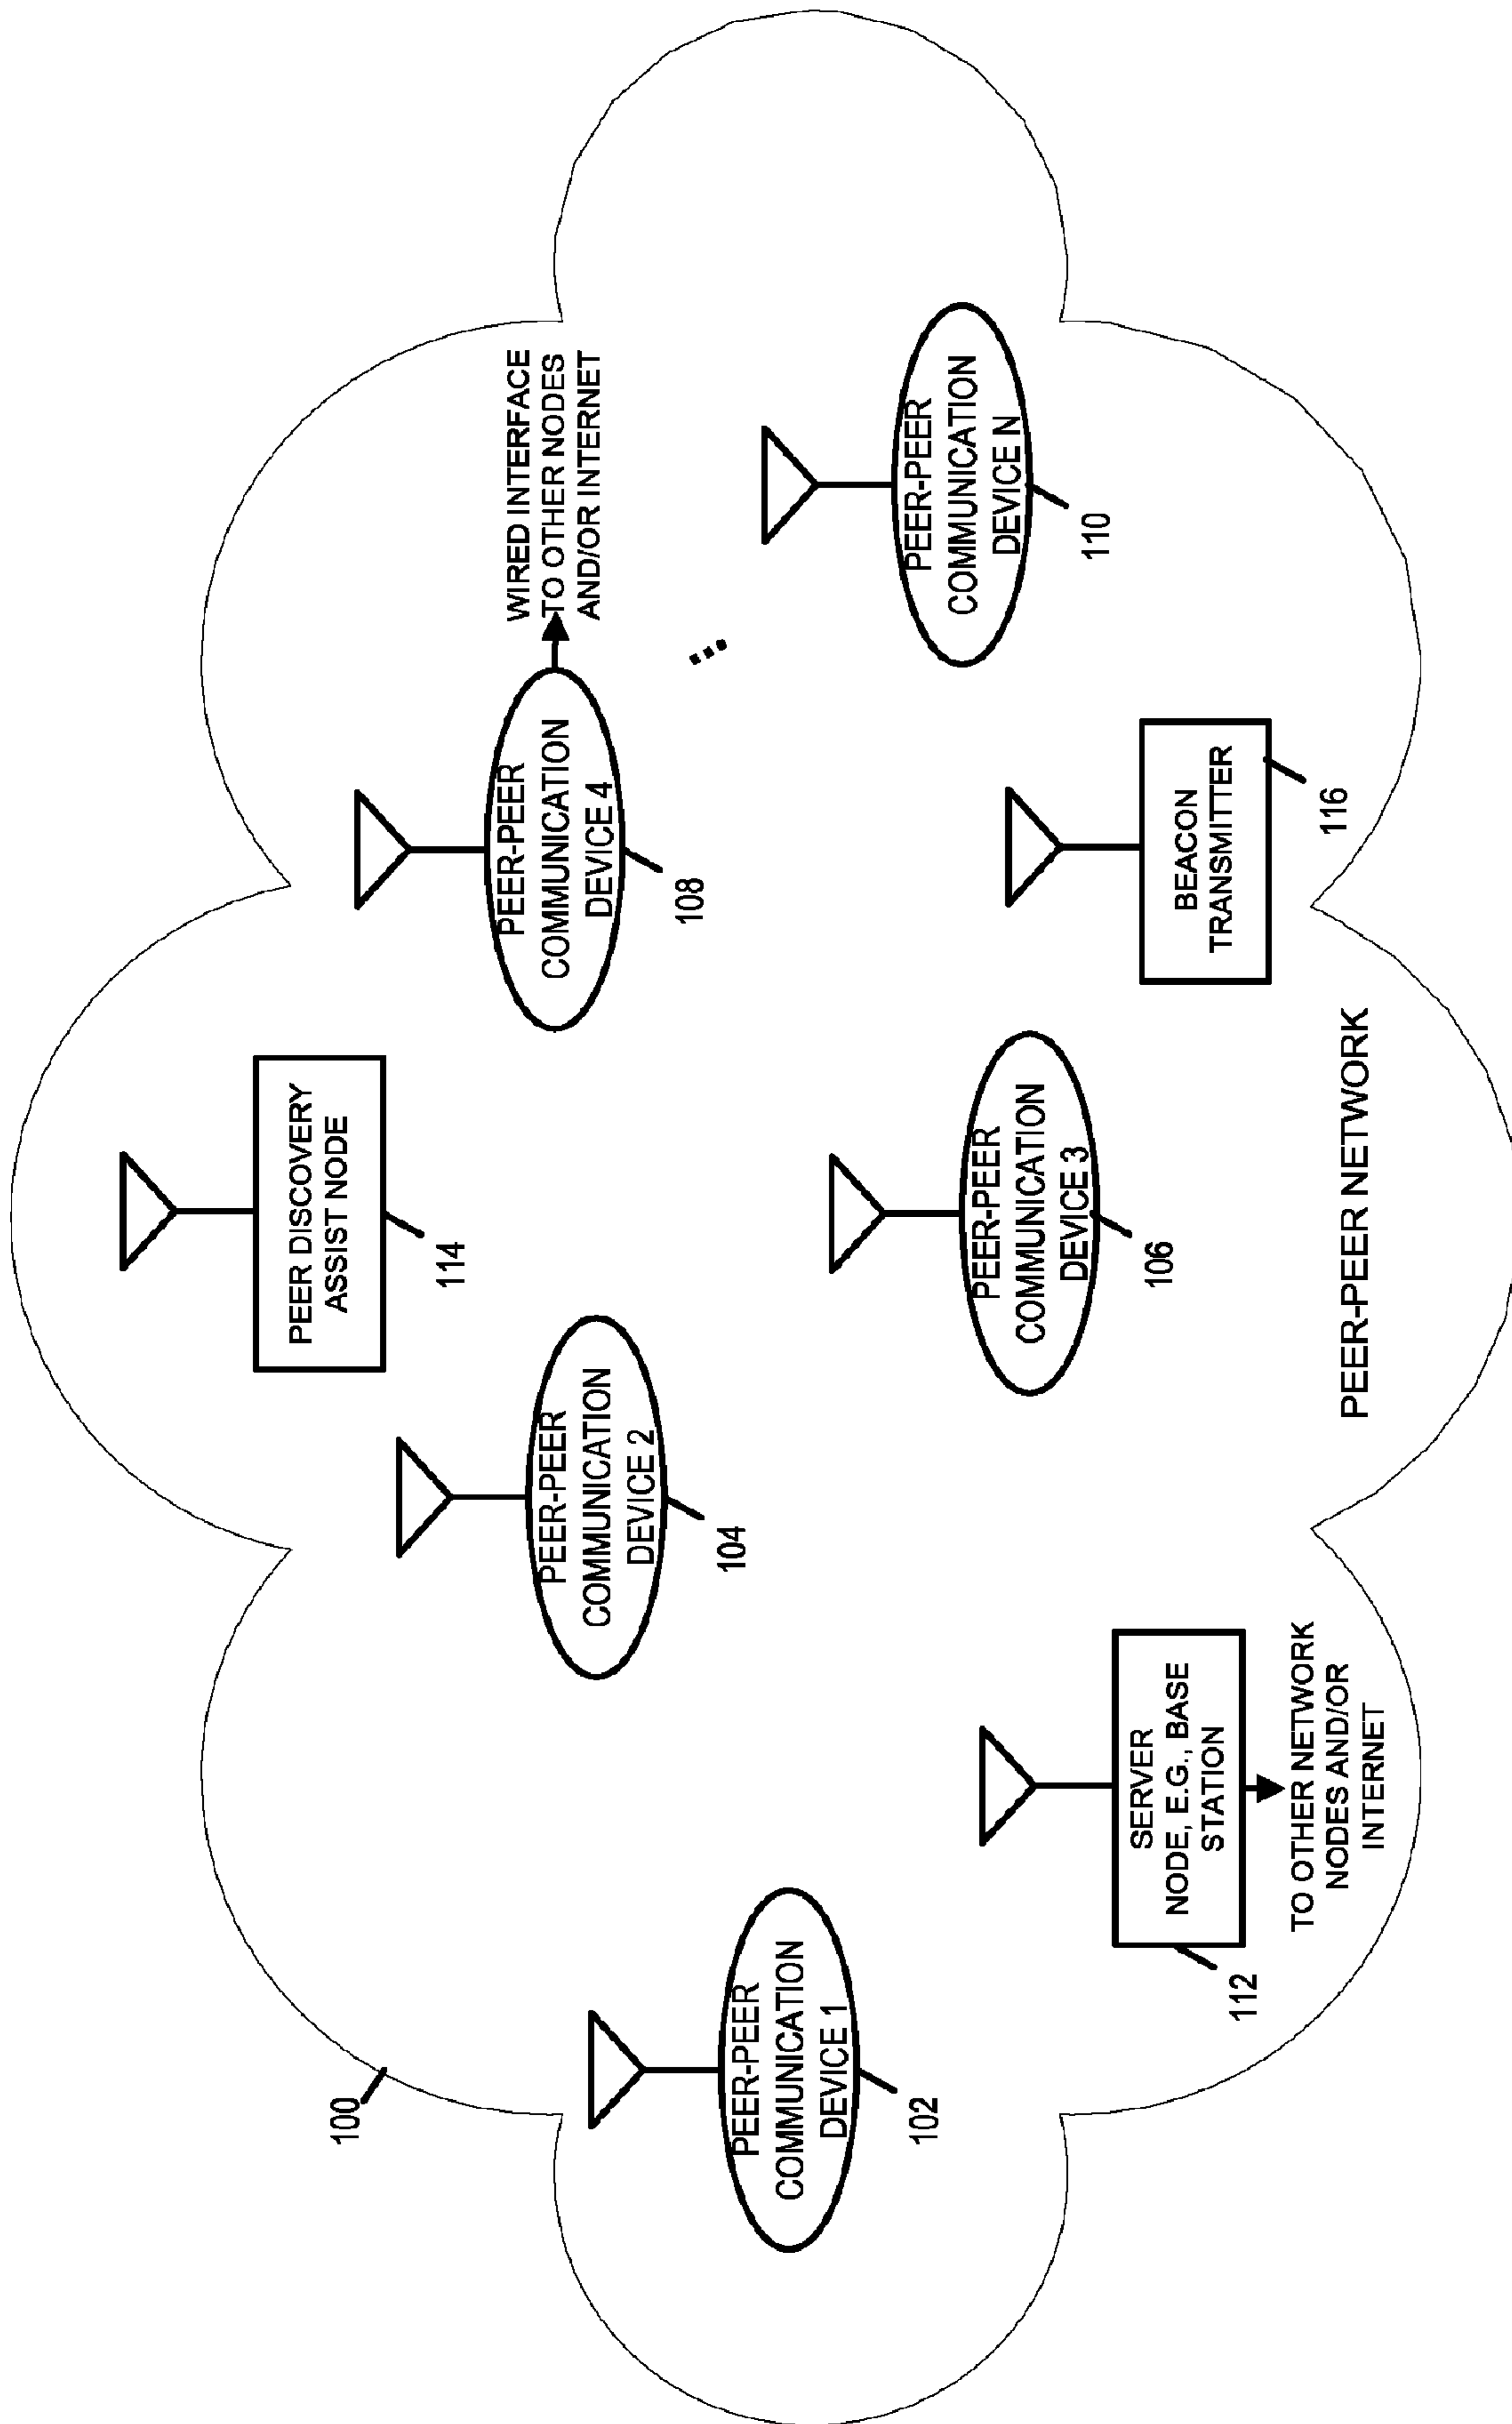 100
PEER DISCOVERY
ASSIST NODE
114
PEER-PEER
COMMUNICATION
DEVICE 2
104
PEER-PEER
COMMUNICATION
DEVICE 4
108
WIRED INTERFACE
TO OTHER NODES
AND/OR INTERNET
PEER-PEER
COMMUNICATION
DEVICE 1
102
PEER-PEER
COMMUNICATION
DEVICE 3
106
PEER-PEER
COMMUNICATION
DEVICE N
110
SERVER
NODE, E.G., BASE
STATION
112
TO OTHER NETWORK
NODES AND/OR
INTERNET
BEACON
TRANSMITTER
116
PEER-PEER NETWORK